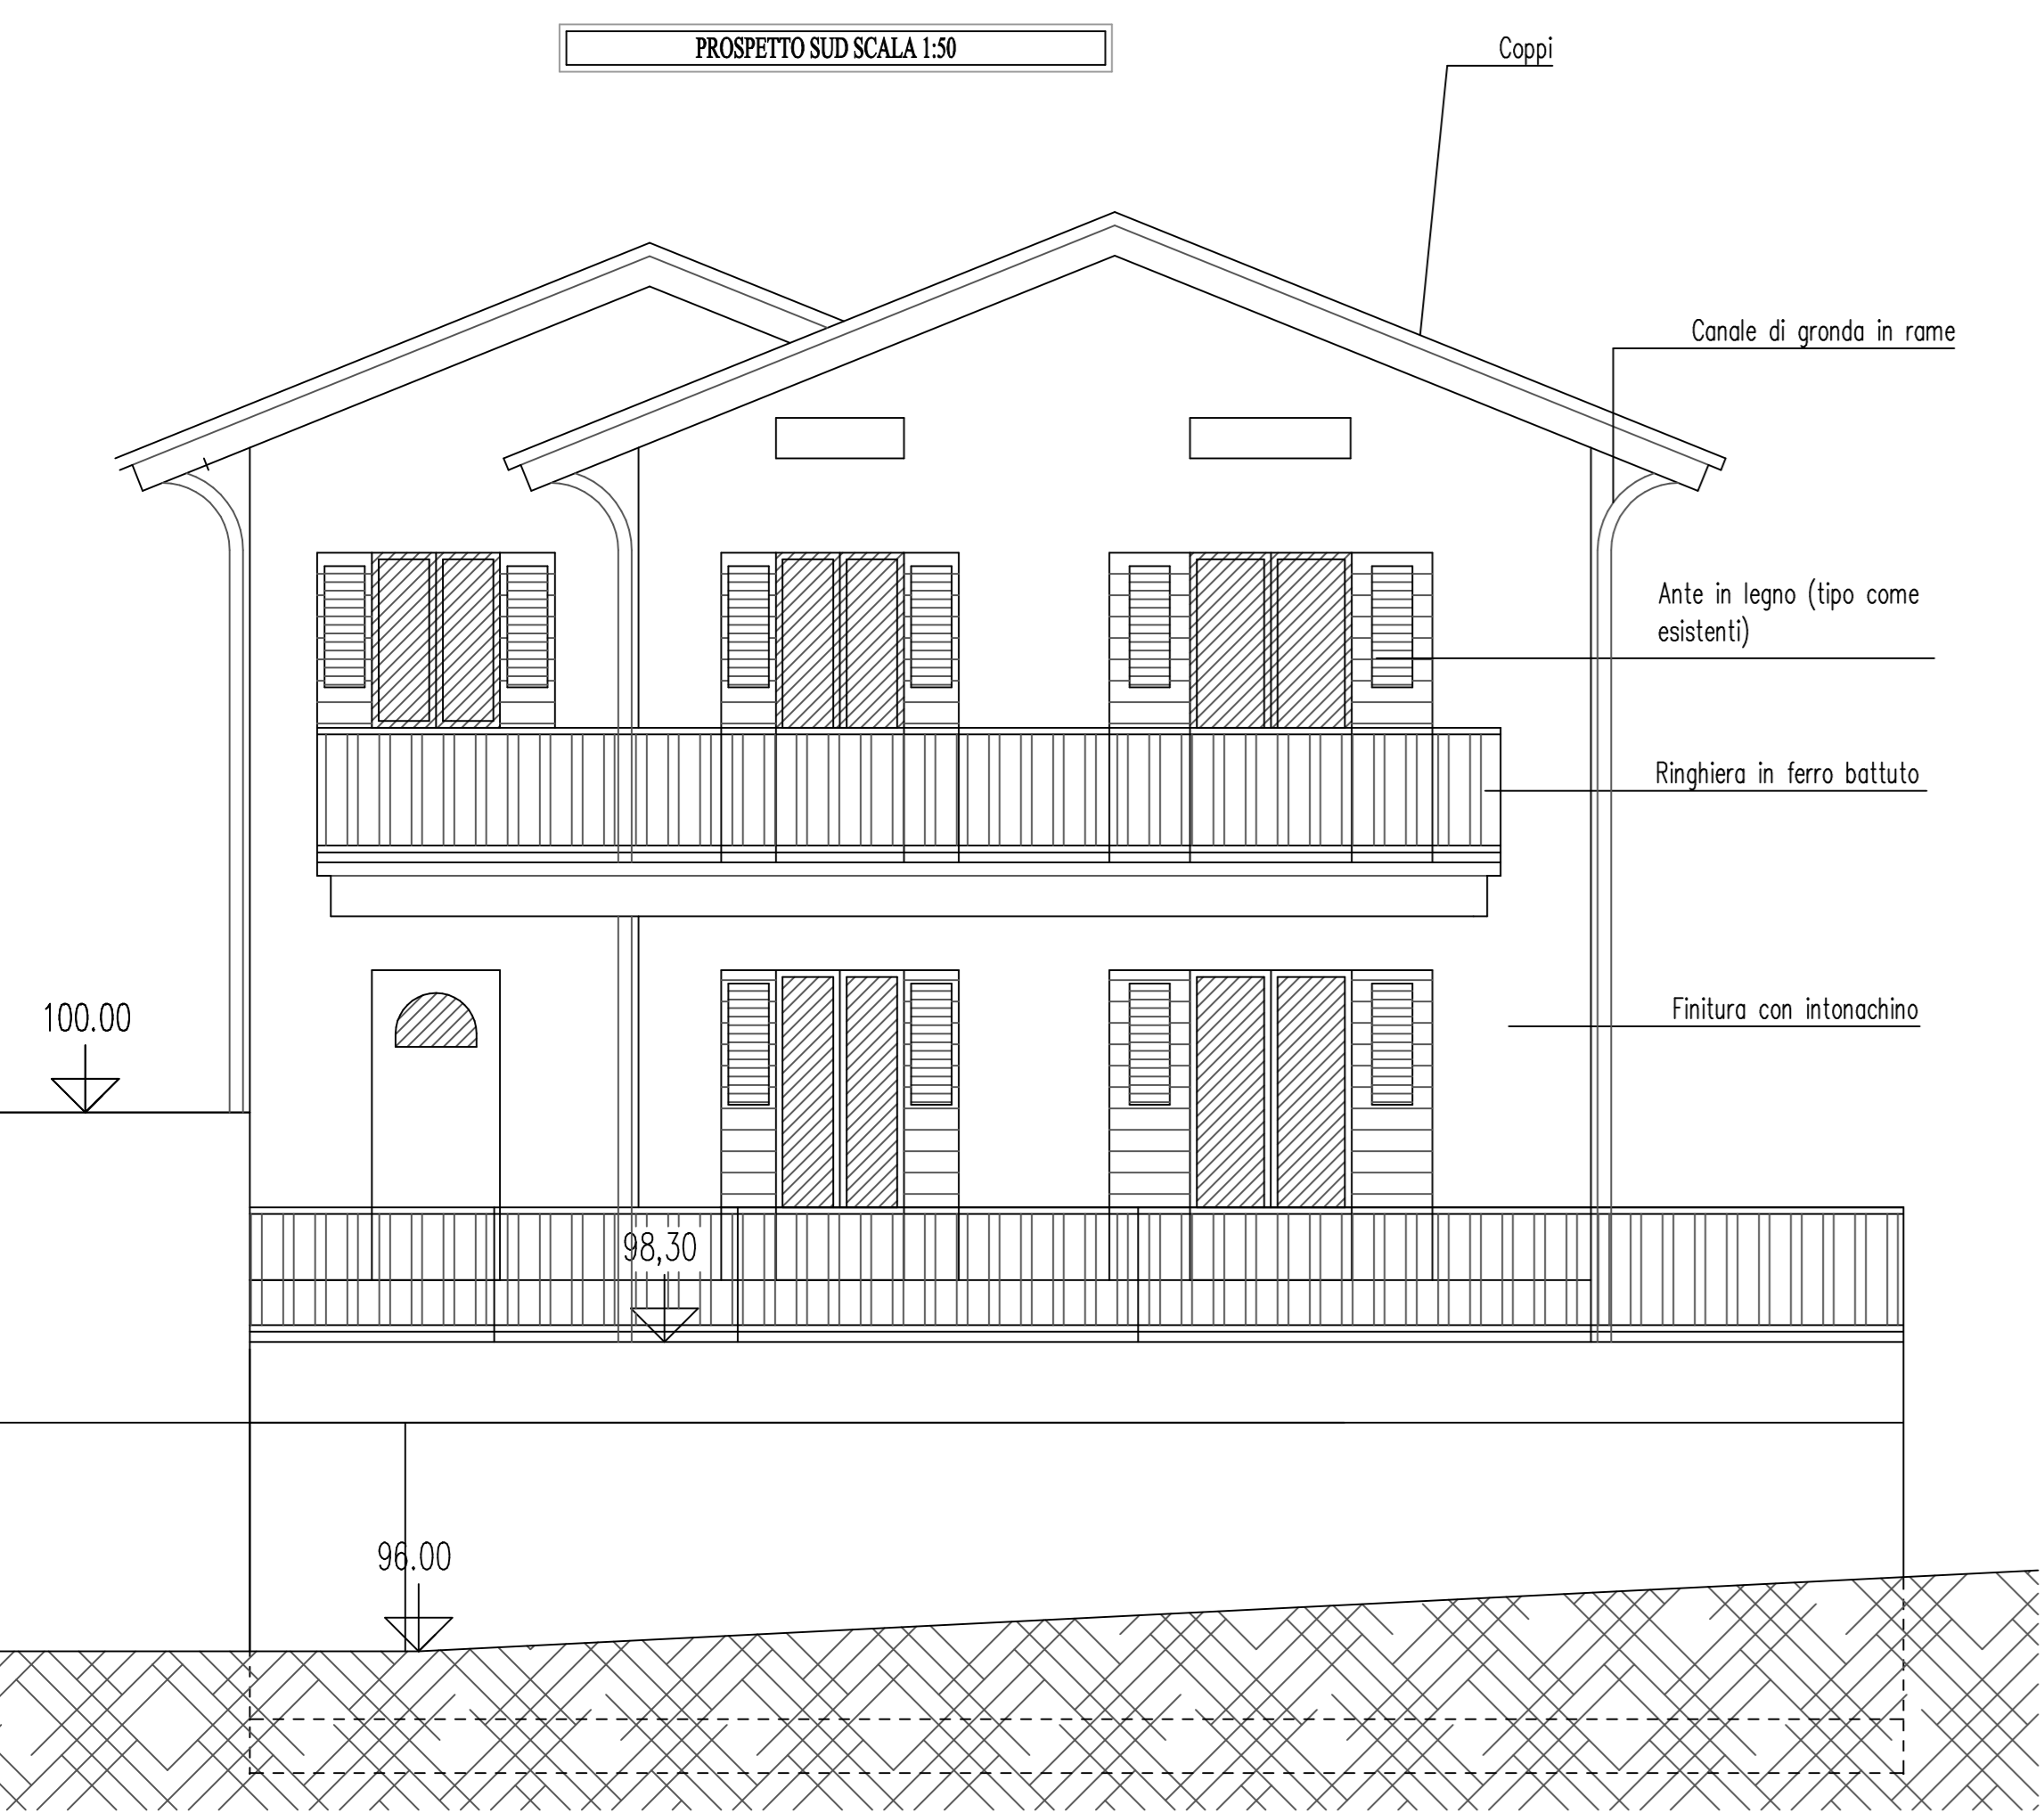 PROSPETTO SUD SCALA 1:50
Coppi
Canale di gronda in rame
Ante in legno (tipo come
esistenti)
Ringhiera in ferro battuto
Finitura con intonachino
100.00
98,30
96.00